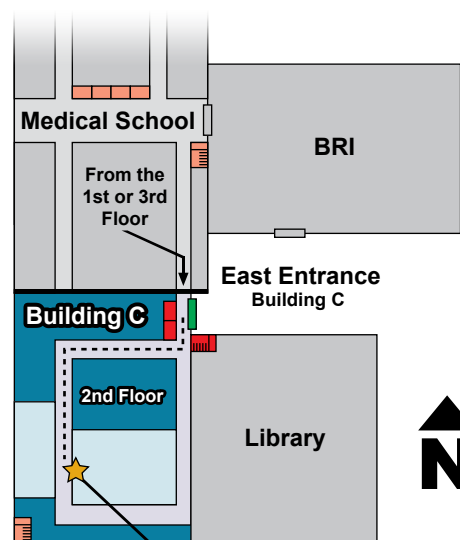 Medical School
BRI
From the
1st or 3rd
Floor
East Entrance
Building C
Building C
2nd Floor
Library
N